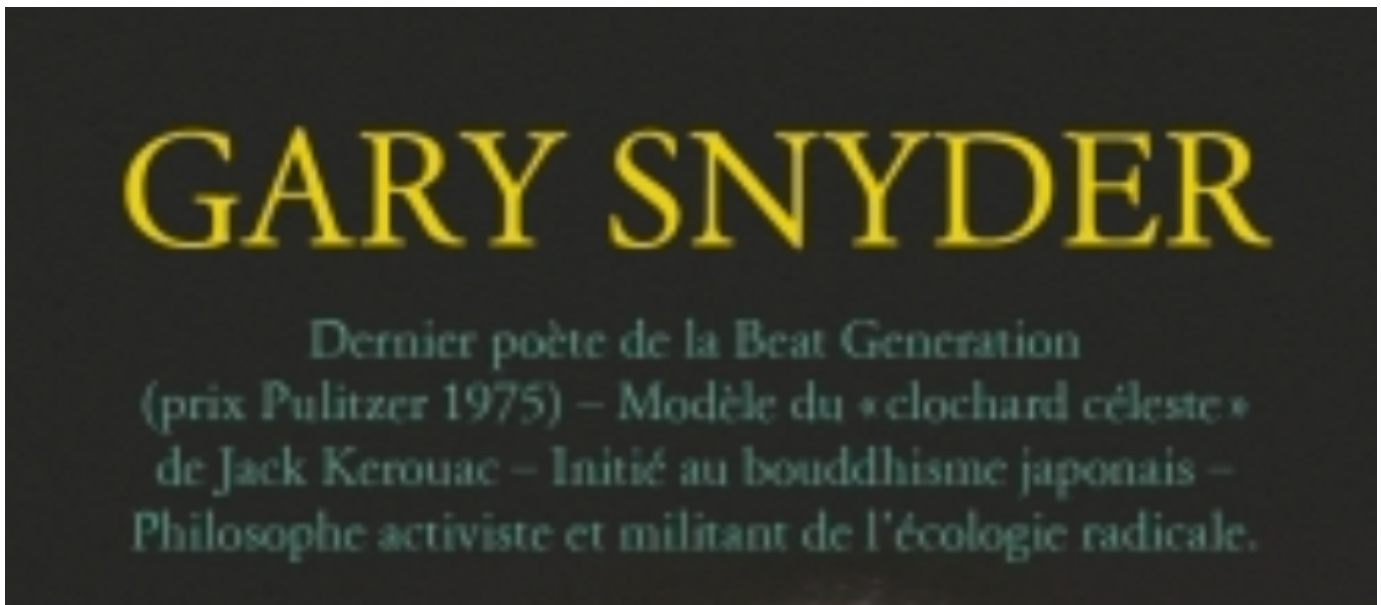 GARY SNYDER
Dernier poète de la Beat Generation
(prix Pulitzer 1975) – Modèle du « clochard céleste »
de Jack Kerouac – Initié au bouddhisme japonais –
Philosophe activiste et militant de l'écologie radicale.